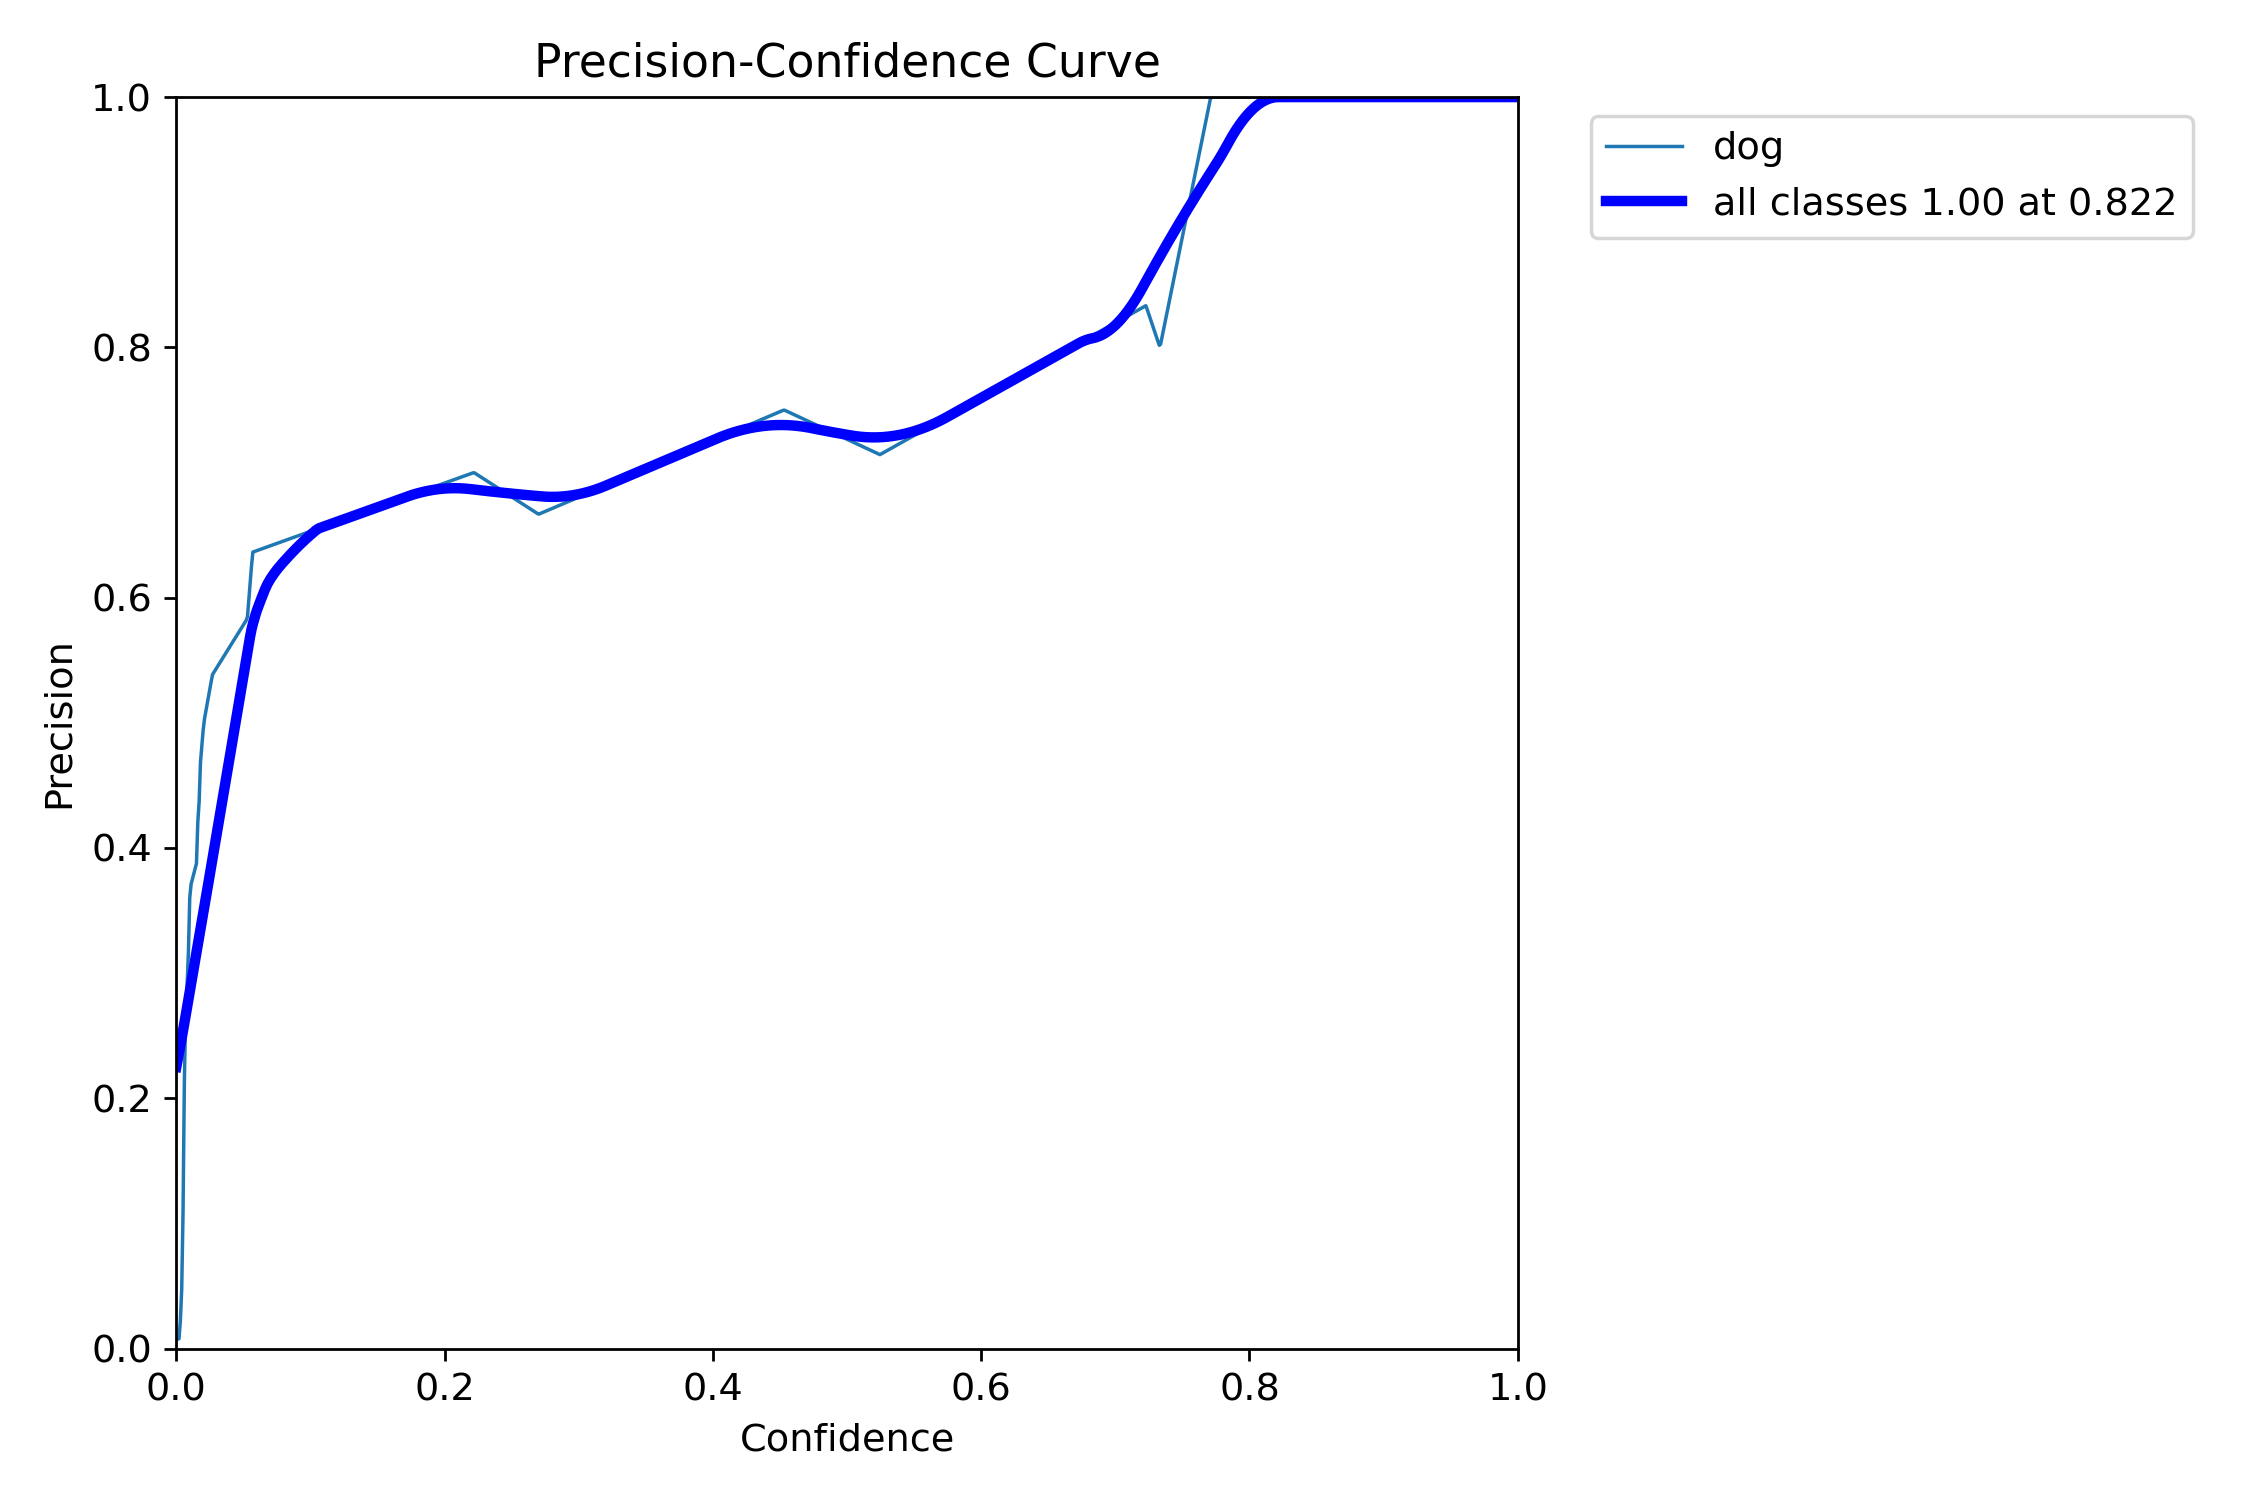 Precision-Confidence Curve
1.0
0.8
0.6
0.4
0.2
0.0
Precision
0.0 0.2 0.4 0.6 0.8 1.0
Confidence
dog
all classes 1.00 at 0.822